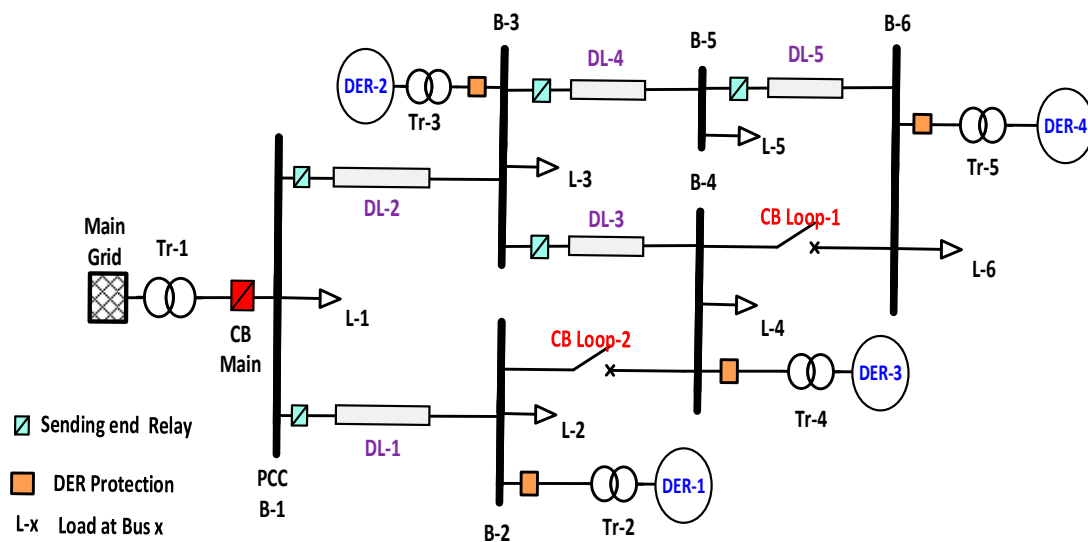 B-3
B-6
B-5
DL-4
DL-5
DER-2
Tr-3
DER-4
Tr-5
L-5
L-3
B-4
DL-2
DL-3
CB Loop-1
Main
Grid
Tr-1
L-6
L-1
CB
Main
L-4
CB Loop-2
DER-3
Tr-4
Sending end Relay
L-2
DL-1
DER Protection
PCC
B-1
DER-1
Tr-2
B-2
L-x Load at Bus x